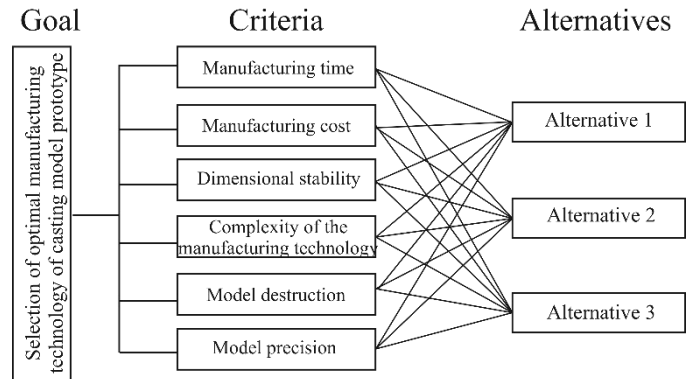 Goal
Criteria
Alternatives
Selection of optimal manufacturing
technology of casting model prototype
Manufacturing time
Manufacturing cost
Dimensional stability
Complexity of the
manufacturing technology
Model destruction
Model precision
Alternative 1
Alternative 2
Alternative 3